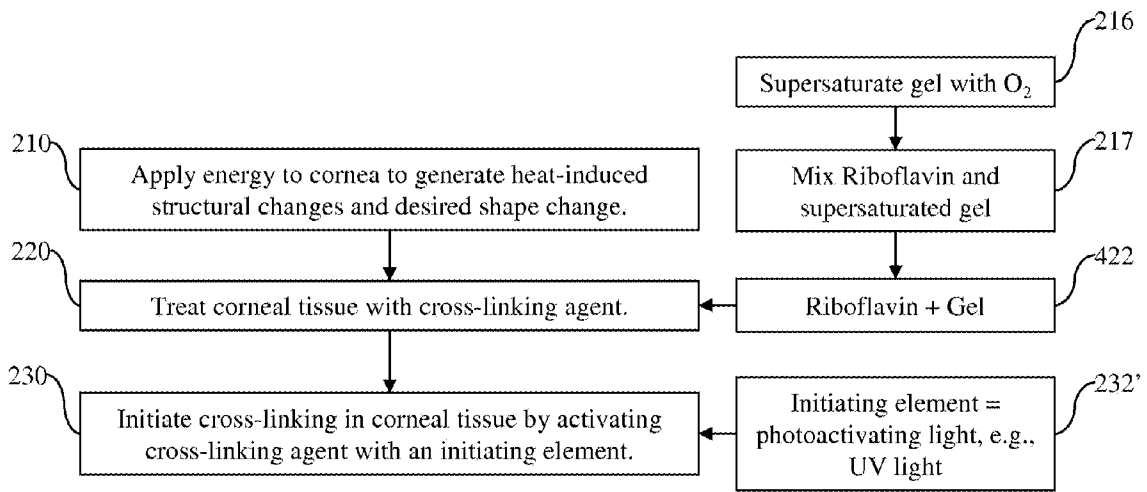 216
Supersaturate gel with O₂
210
217
Apply energy to cornea to generate heat-induced
structural changes and desired shape change.
Mix Riboflavin and
supersaturated gel
220
422
Treat corneal tissue with cross-linking agent.
Riboflavin + Gel
230
232’
Initiate cross-linking in corneal tissue by activating
cross-linking agent with an initiating element.
Initiating element =
photoactivating light, e.g.,
UV light